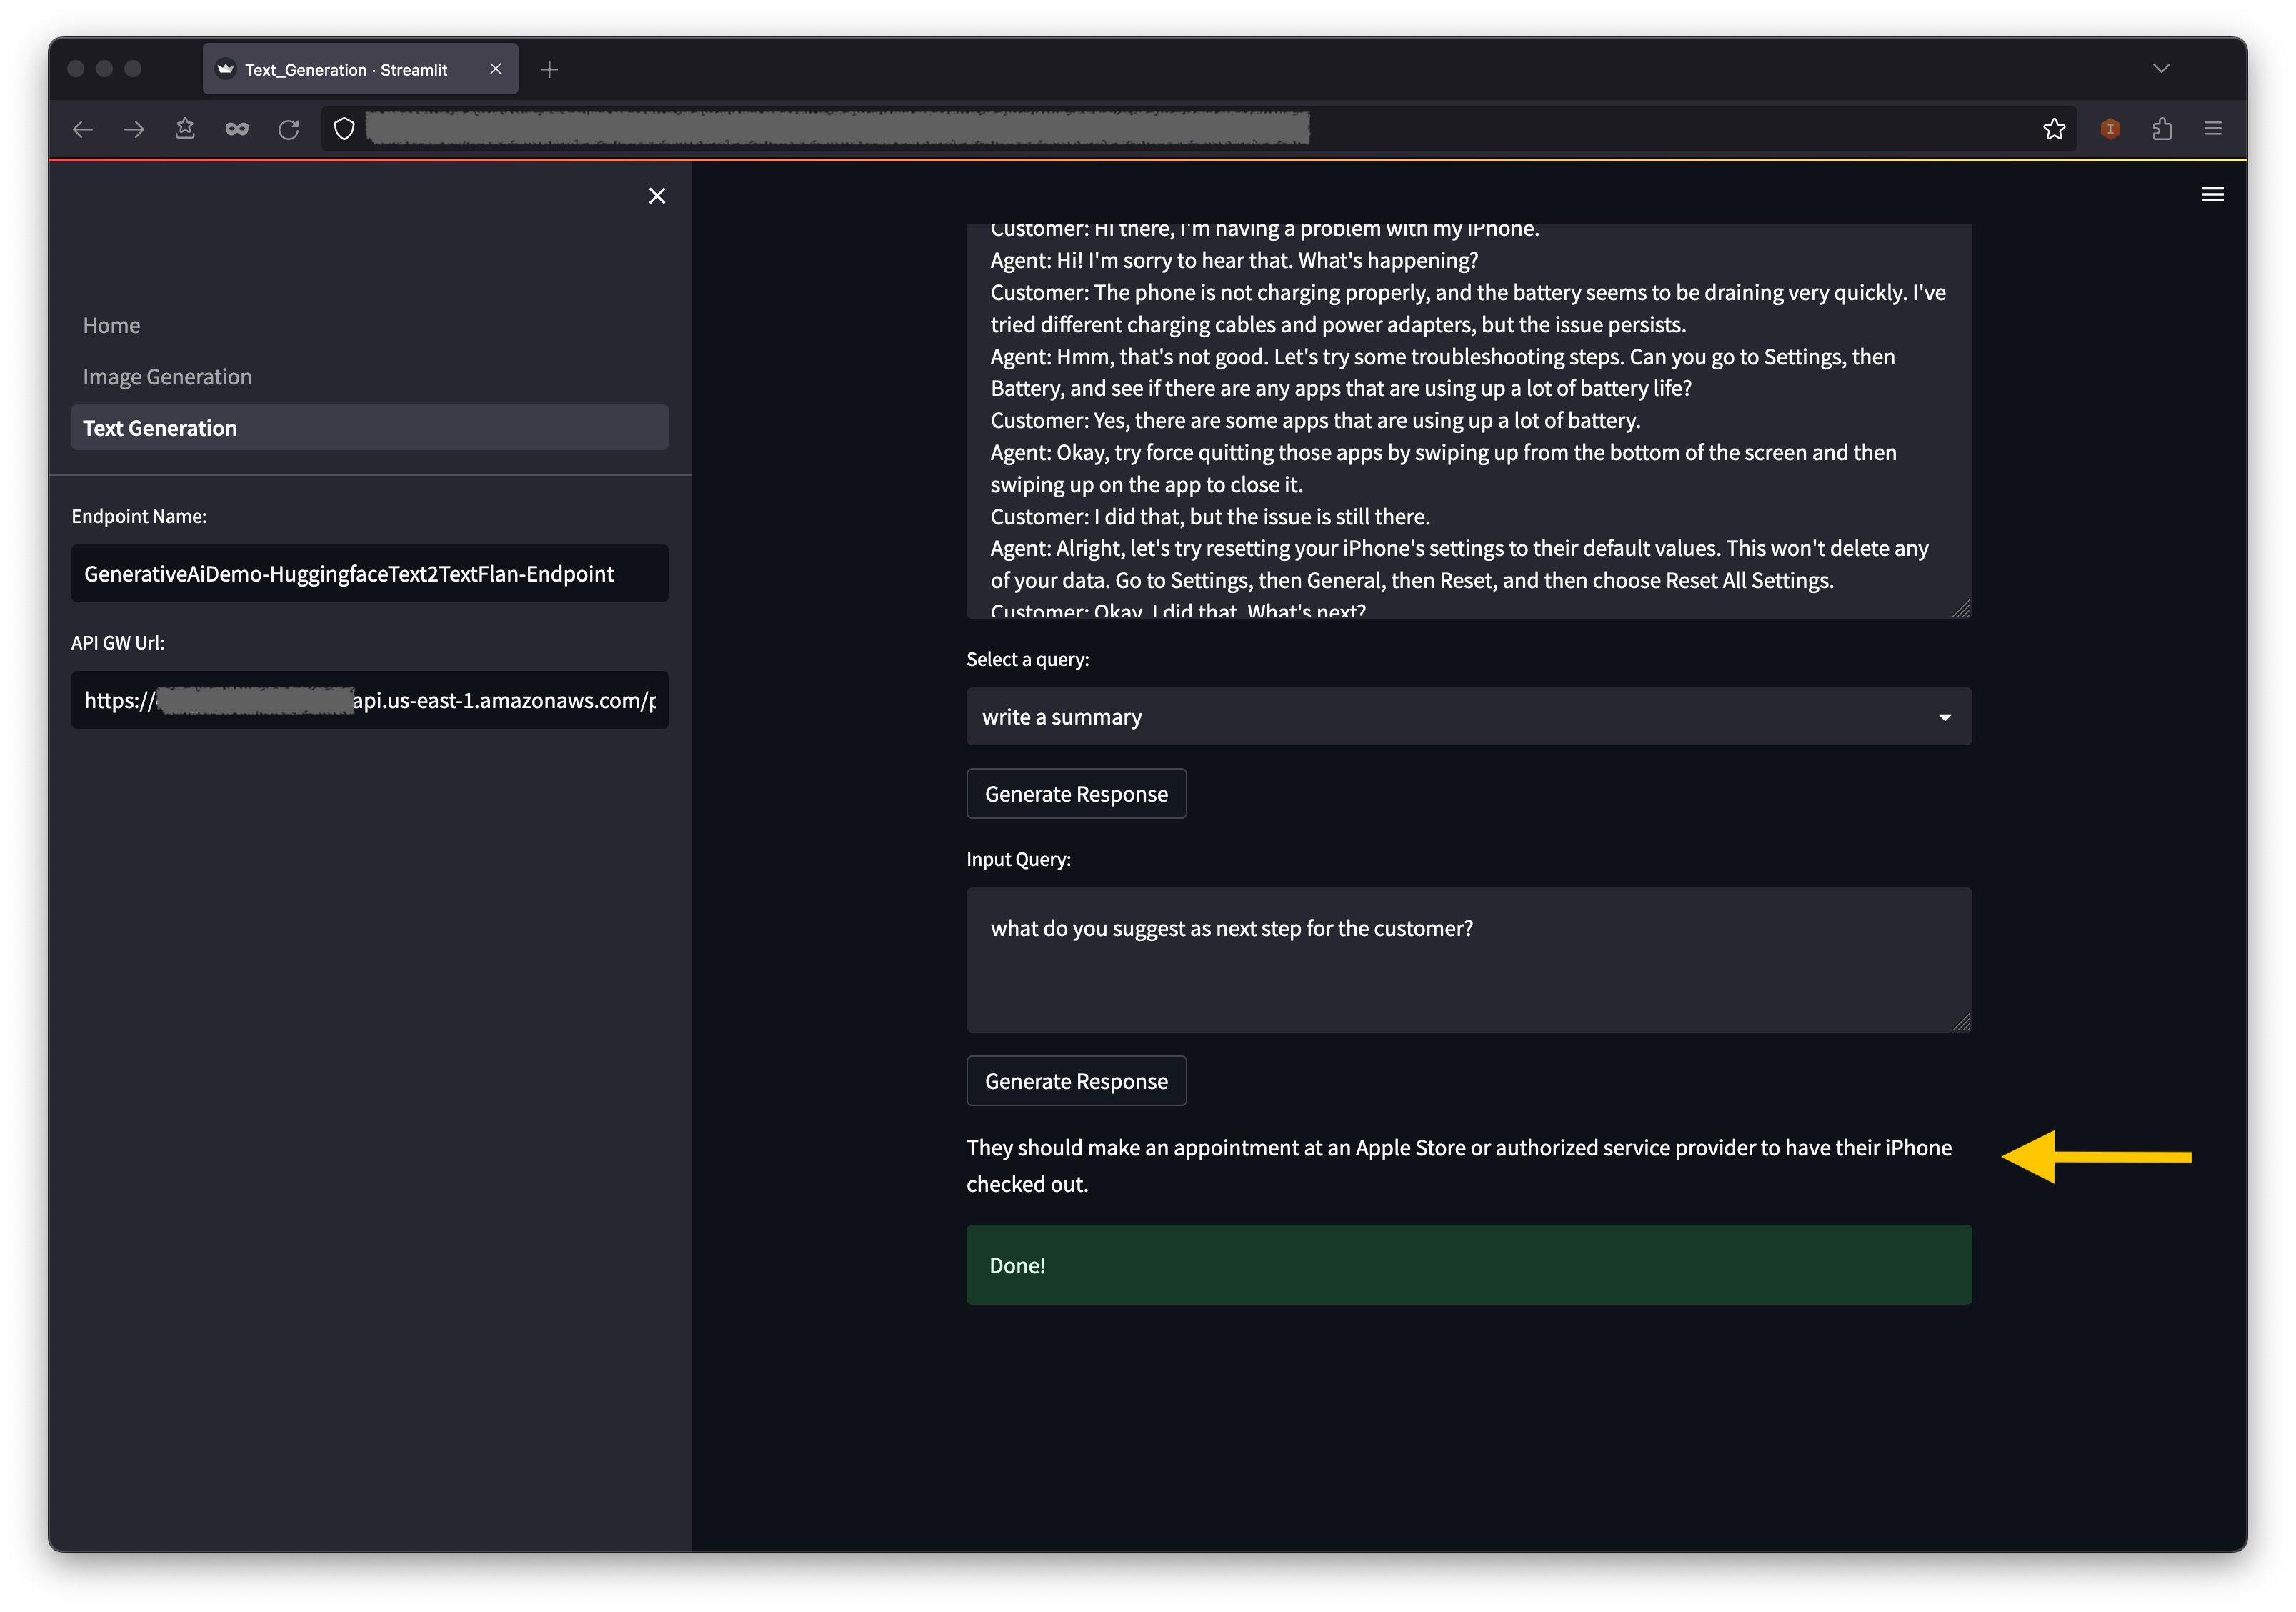 Text_Generation · Streamlit
Home
Image Generation
Text Generation
Endpoint Name:
GenerativeAiDemo-HuggingfaceText2TextFlan-Endpoint
API GW Url:
https:// api.us-east-1.amazonaws.com/p
Customer: Hi there, I'm having a problem with my iPhone.
Agent: Hi! I'm sorry to hear that. What's happening?
Customer: The phone is not charging properly, and the battery seems to be draining very quickly. I've
tried different charging cables and power adapters, but the issue persists.
Agent: Hmm, that's not good. Let's try some troubleshooting steps. Can you go to Settings, then
Battery, and see if there are any apps that are using up a lot of battery life?
Customer: Yes, there are some apps that are using up a lot of battery.
Agent: Okay, try force quitting those apps by swiping up from the bottom of the screen and then
swiping up on the app to close it.
Customer: I did that, but the issue is still there.
Agent: Alright, let's try resetting your iPhone's settings to their default values. This won't delete any
of your data. Go to Settings, then General, then Reset, and then choose Reset All Settings.
Customer: Okay, I did that. What's next?
Select a query:
write a summary
Generate Response
Input Query:
what do you suggest as next step for the customer?
Generate Response
They should make an appointment at an Apple Store or authorized service provider to have their iPhone
checked out.
Done!